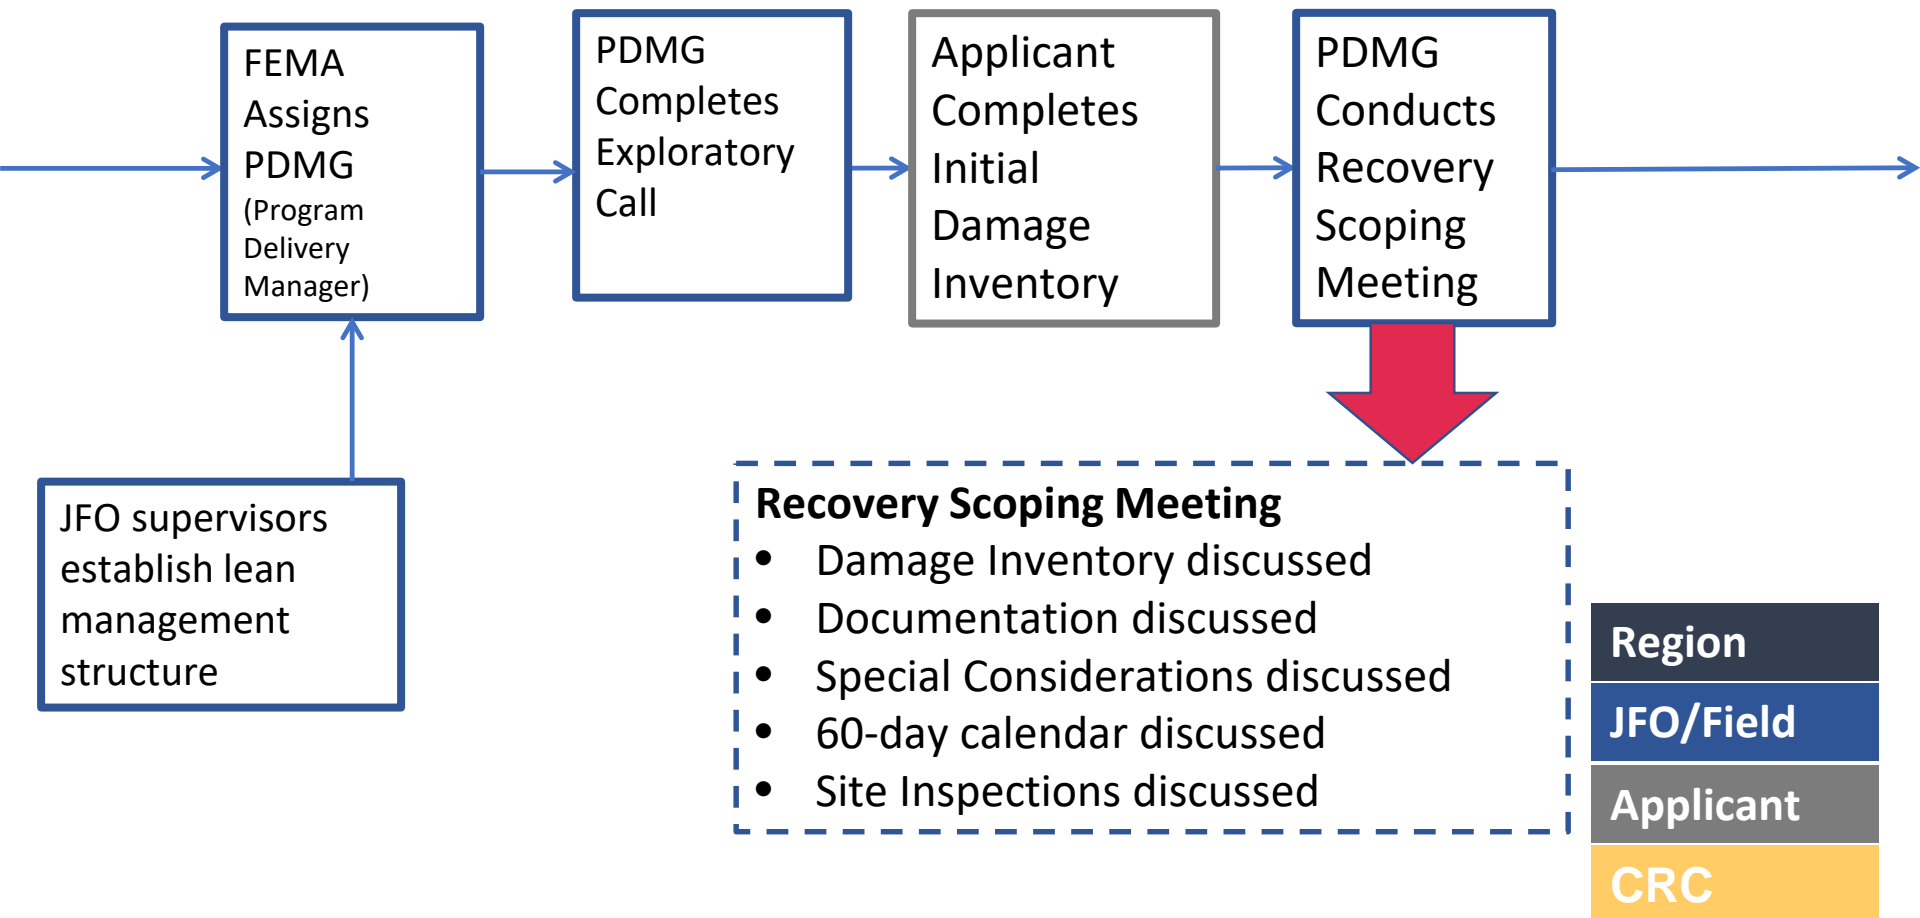 FEMA
Assigns
PDMG
(Program
Delivery
Manager)
PDMG
Completes
Exploratory
Call
Applicant
Completes
Initial
Damage
Inventory
PDMG
Conducts
Recovery
Scoping
Meeting
JFO supervisors
establish lean
management
structure
Recovery Scoping Meeting
• Damage Inventory discussed
• Documentation discussed
• Special Considerations discussed
• 60-day calendar discussed
• Site Inspections discussed
Region
JFO/Field
Applicant
CRC